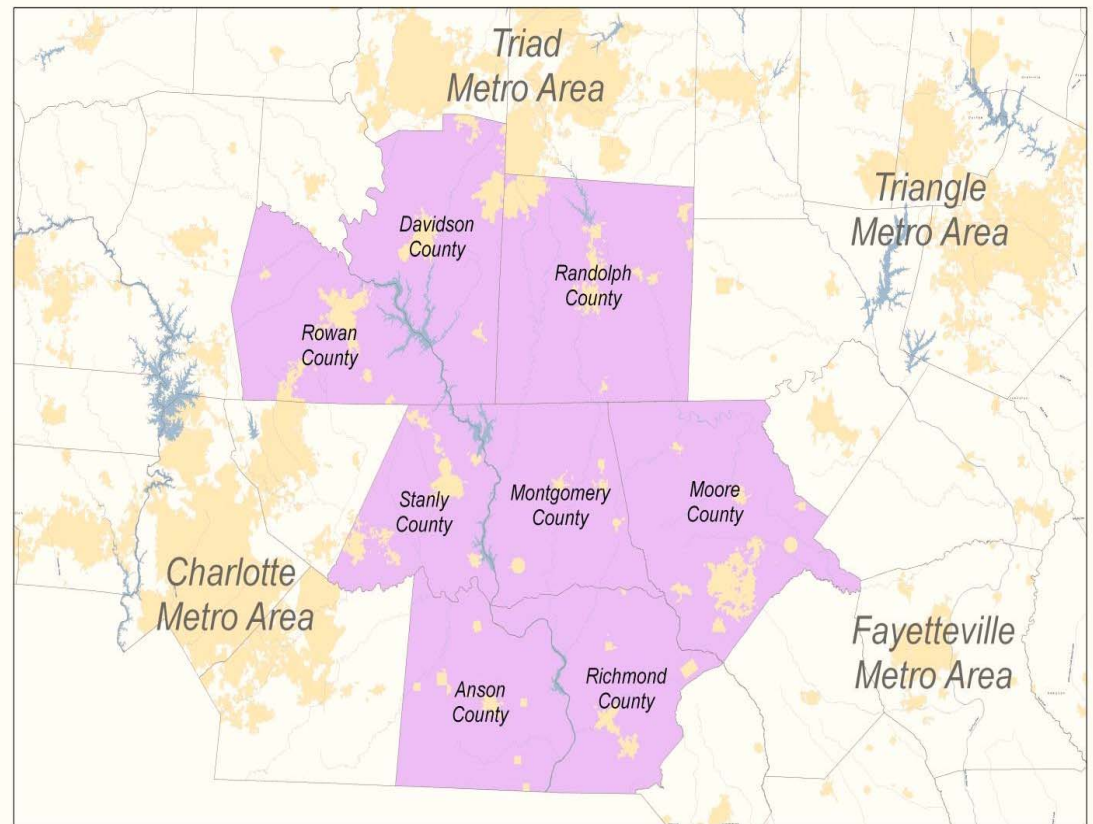 Triad
Metro Area
Triangle
Metro Area
Davidson
County
Randolph
County
Rowan
County
Stanly
County
Montgomery
County
Moore
County
Charlotte
Metro Area
Fayetteville
Metro Area
Anson
County
Richmond
County